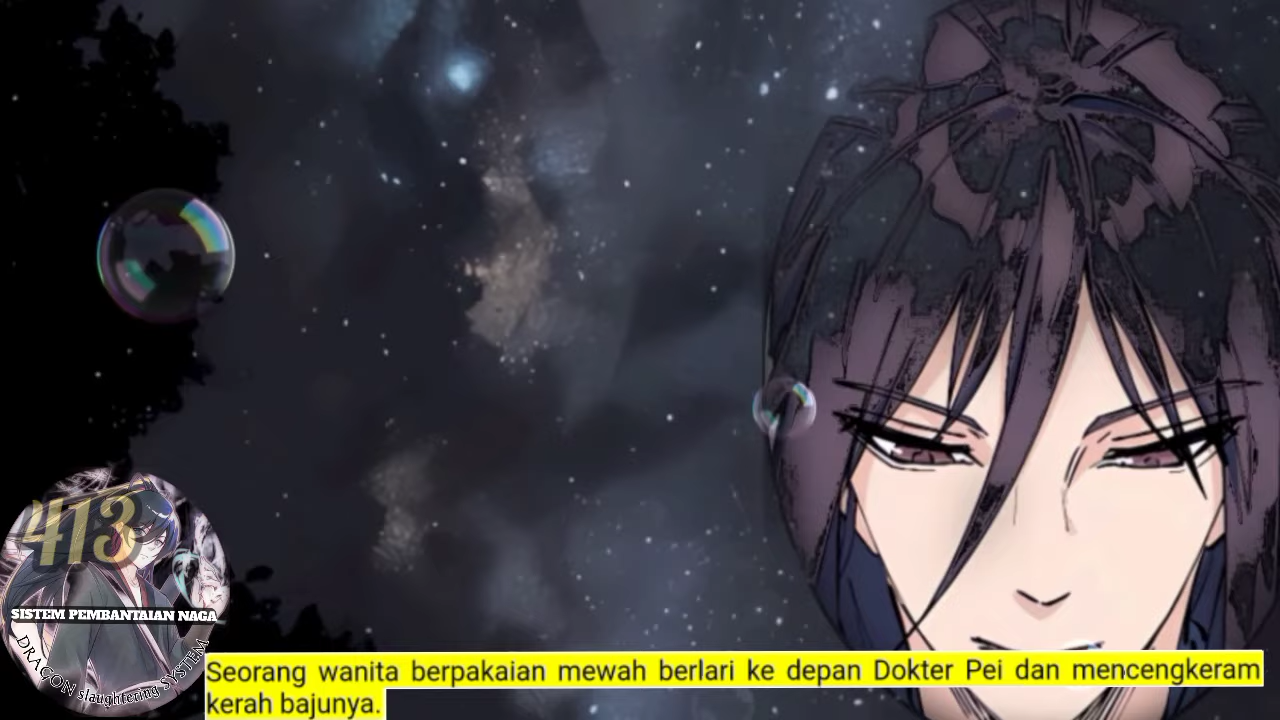 413
SISTEM PEMBANTAIAN NAGA
DRAGON slaughtering SYSTEM
Seorang wanita berpakaian mewah berlari ke depan Dokter Pei dan mencengkeram
kerah bajunya.